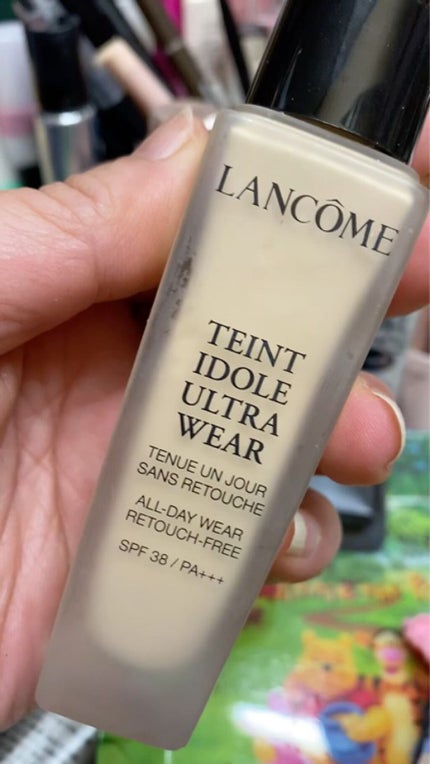 LANCÔME
TEINT
IDOLE
ULTRA
WEAR
TENUE UN JOUR
SANS RETOUCHE
ALL-DAY WEAR
RETOUCH-FREE
SPF 38 / PA+++